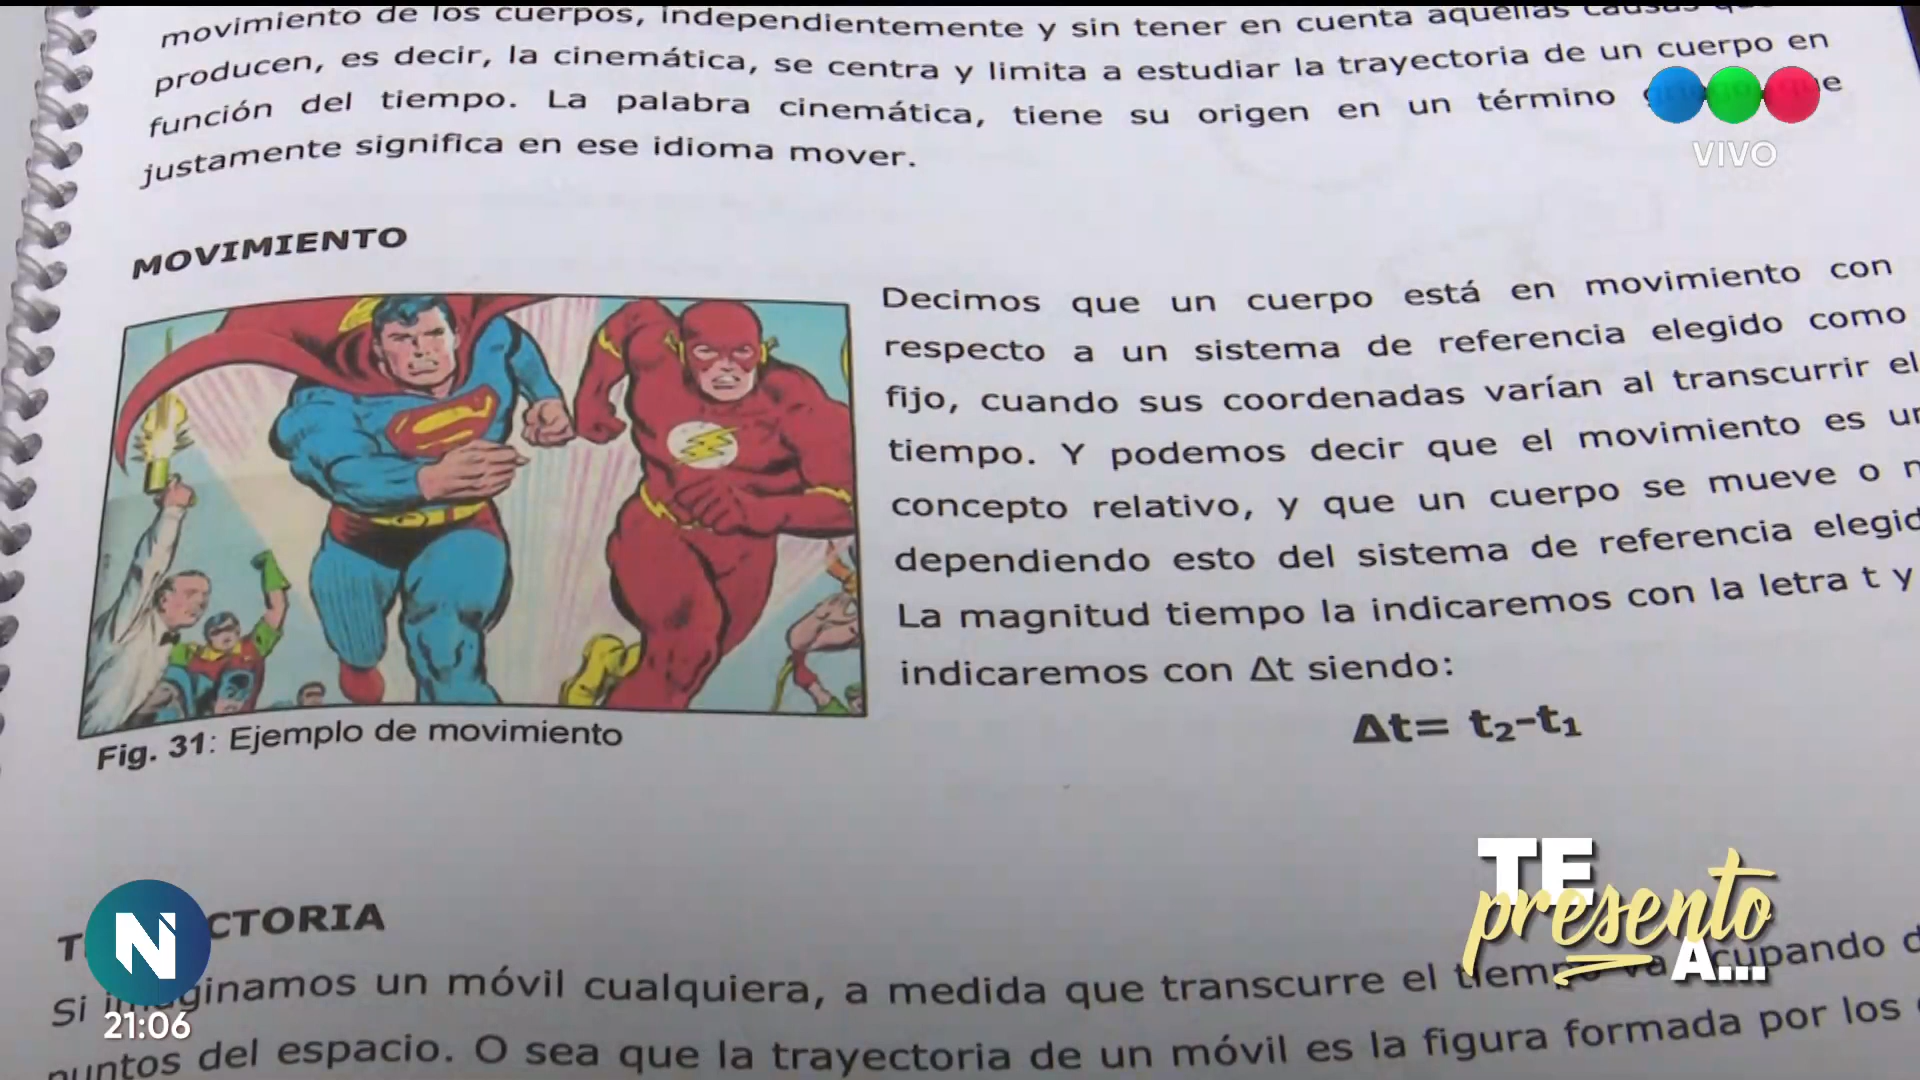 movimiento de los cuerpos, independientemente y sin tener en cuenta aquellas causas
producen, es decir, la cinemática, se centra y limita a estudiar la trayectoria de un cuerpo en
función del tiempo. La palabra cinemática, tiene su origen en un término
justamente significa en ese idioma mover.
VIVO
MOVIMIENTO
Decimos que un cuerpo está en movimiento con
respecto a un sistema de referencia elegido como
fijo, cuando sus coordenadas varían al transcurrir el
tiempo. Y podemos decir que el movimiento es un
concepto relativo, y que un cuerpo se mueve o
dependiendo esto del sistema de referencia
La magnitud tiempo la indicaremos con la letra t y
indicaremos con Δt siendo:
Δt= t₂-t₁
Fig. 31: Ejemplo de movimiento
TE
presento
A...
N
CTORIA
Si imaginamos un móvil cualquiera, a medida que transcurre el tiempo va ocupando
puntos del espacio. O sea que la trayectoria de un móvil es la figura formada por los
21:06